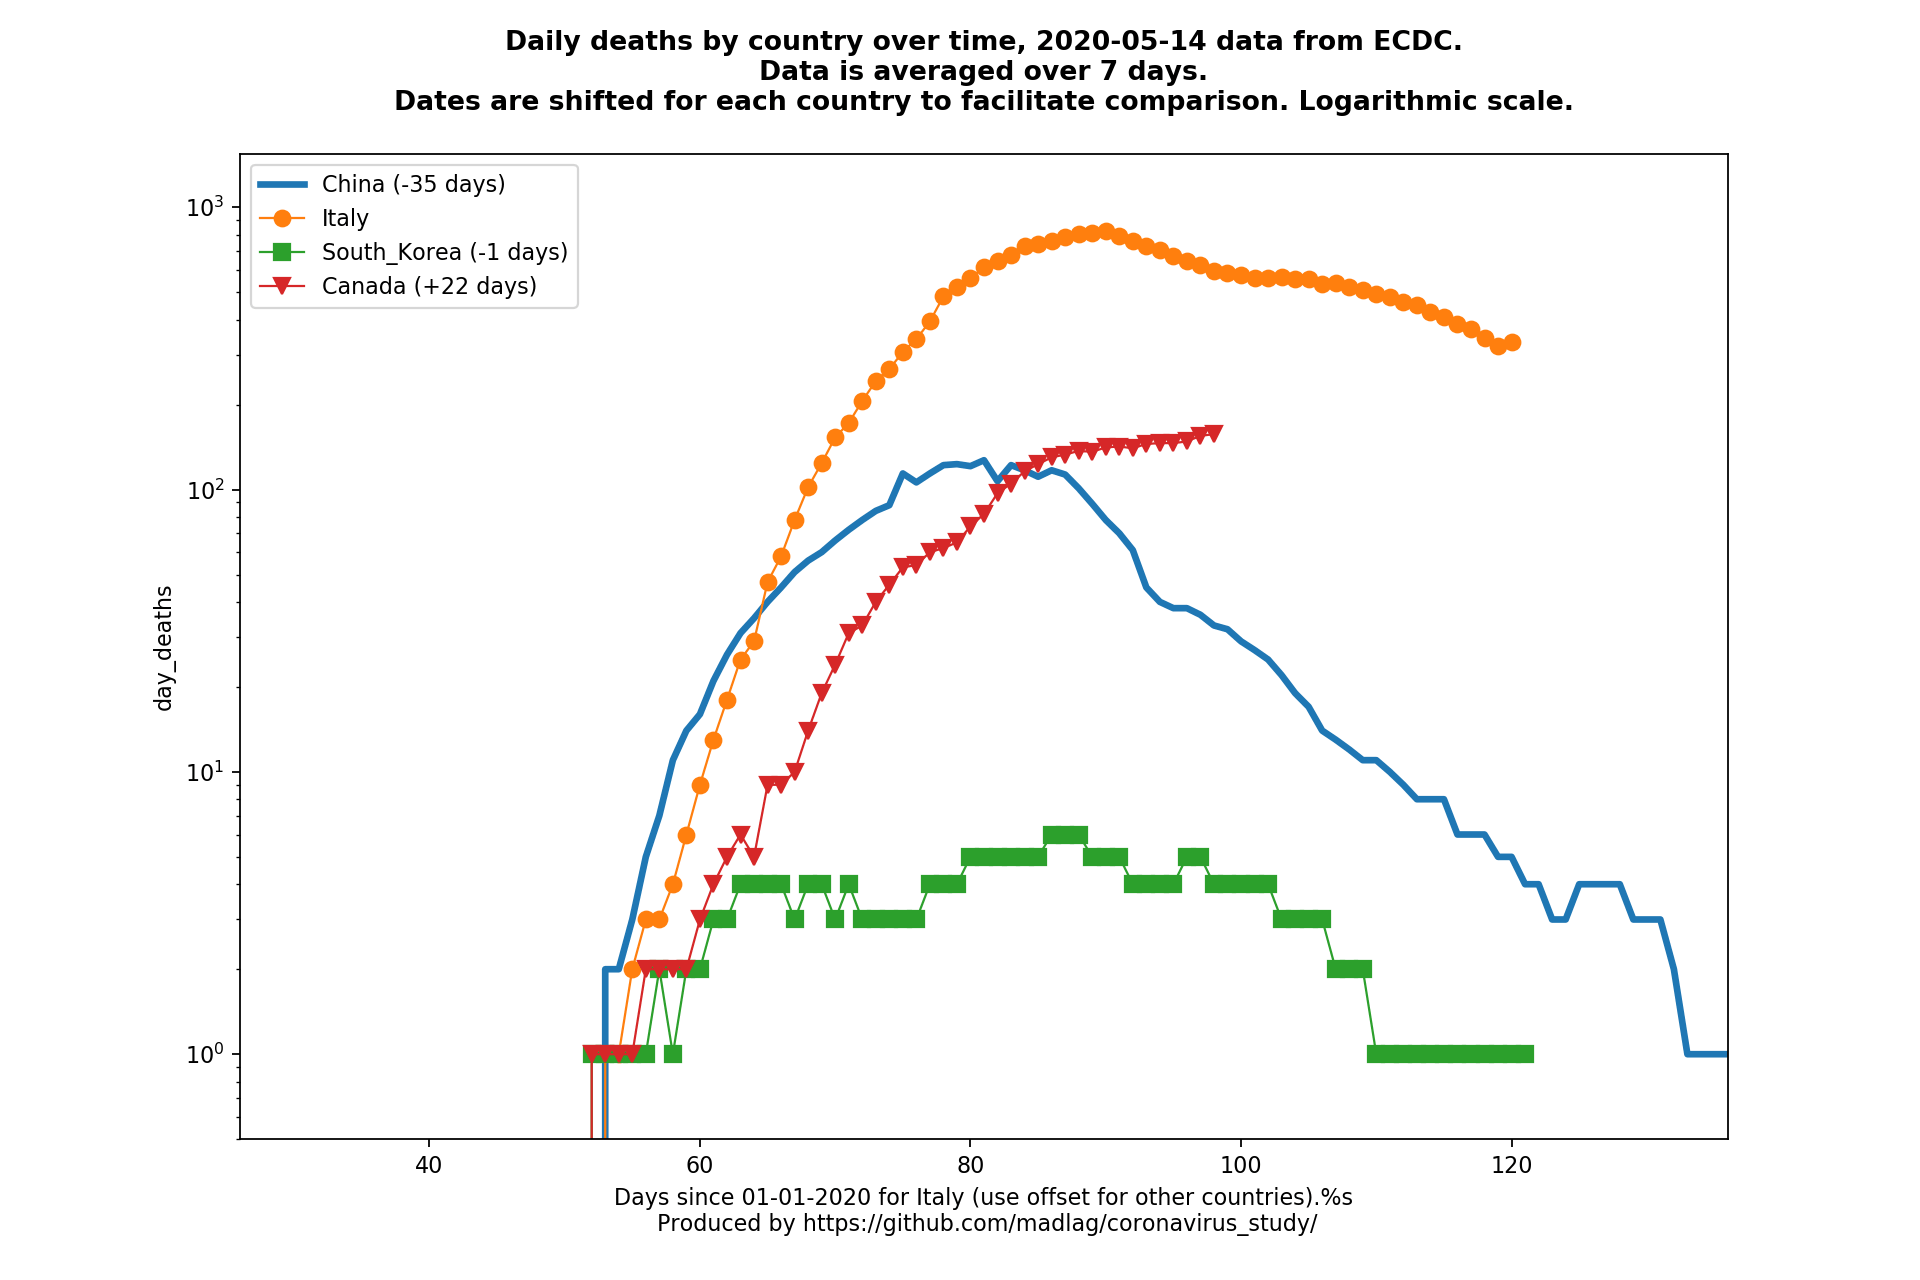 Daily deaths by country over time, 2020-05-14 data from ECDC.
Data is averaged over 7 days.
Dates are shifted for each country to facilitate comparison. Logarithmic scale.
China (-35 days)
Italy
South_Korea (-1 days)
Canada (+22 days)
10³
10²
10¹
10⁰
day_deaths
40 60 80 100 120
Days since 01-01-2020 for Italy (use offset for other countries).%s
Produced by https://github.com/madlag/coronavirus_study/